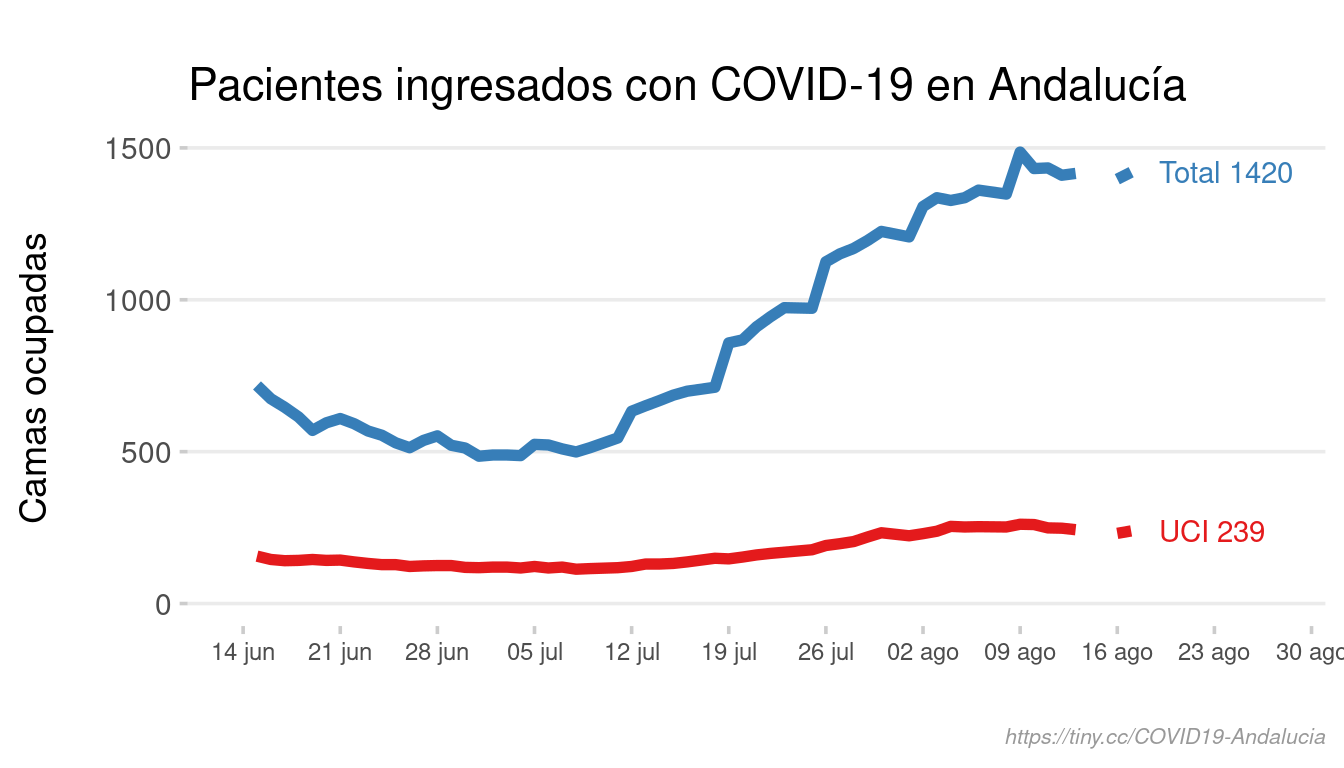 Pacientes ingresados con COVID-19 en Andalucía
Camas ocupadas
1500
1000
500
0
Total 1420
UCI 239
14 jun 21 jun 28 jun 05 jul 12 jul 19 jul 26 jul 02 ago 09 ago 16 ago 23 ago 30 ago
https://tiny.cc/COVID19-Andalucia